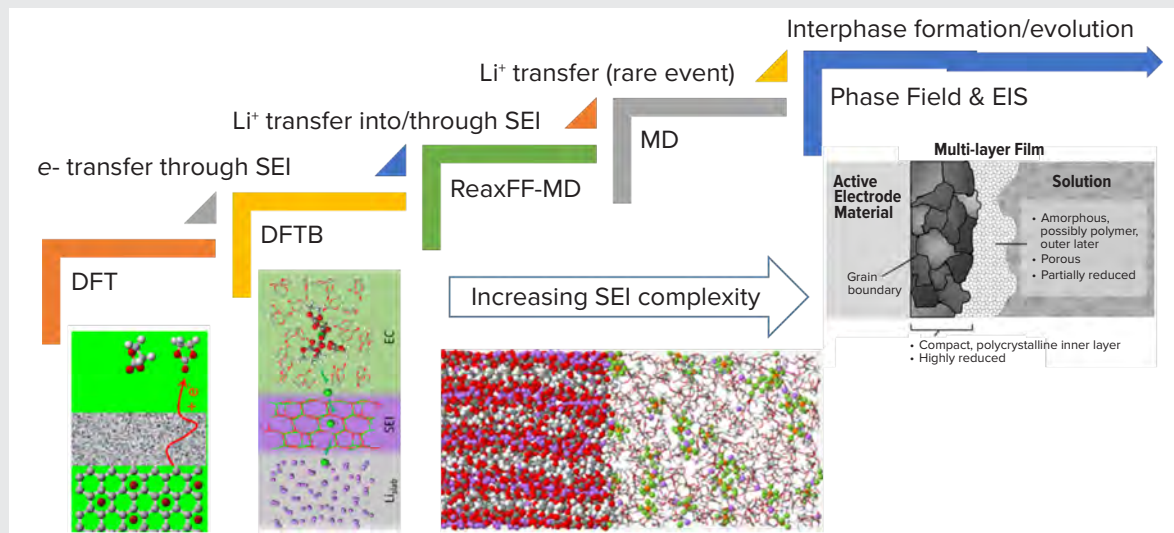 Interphase formation/evolution
Li⁺ transfer (rare event)
Phase Field & EIS
Li⁺ transfer into/through SEI
MD
e- transfer through SEI
ReaxFF-MD
DFTB
DFT
Increasing SEI complexity
Multi-layer Film
Active
Electrode
Material
Solution
• Amorphous,
possibly polymer,
outer later
• Porous
• Partially reduced
Grain
boundary
• Compact, polycrystalline inner layer
• Highly reduced
+ e
EC
SEI